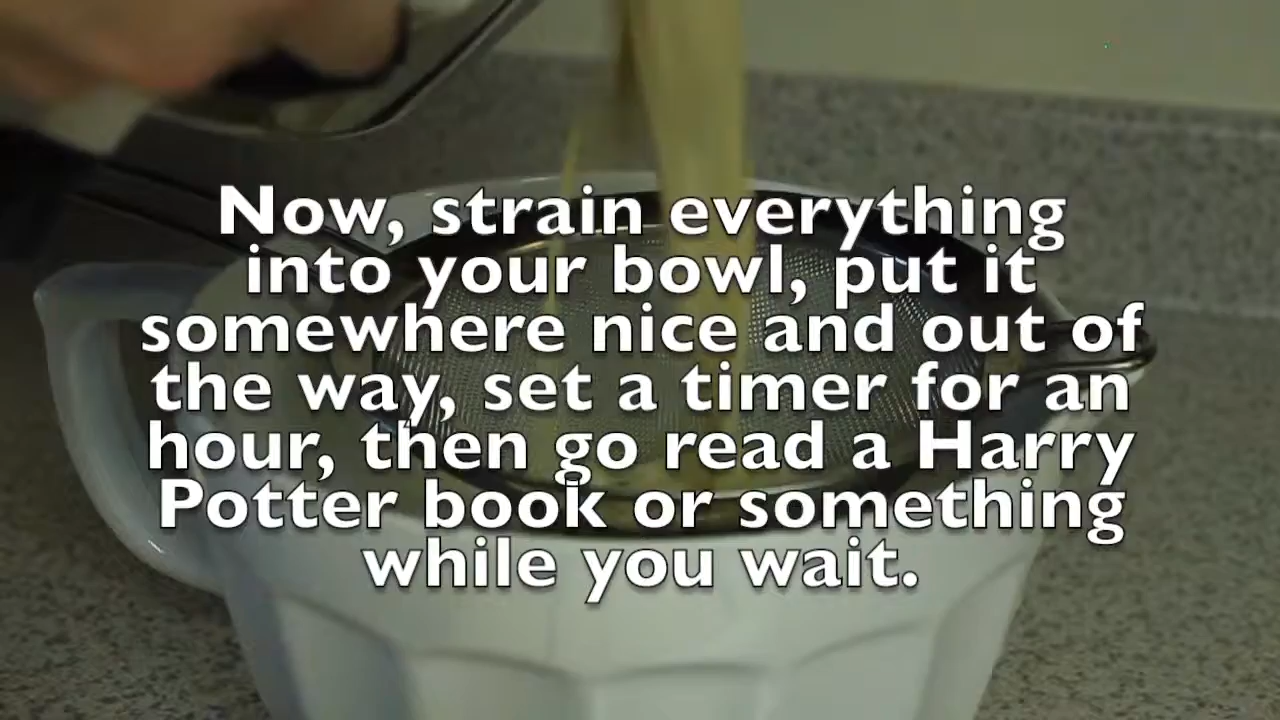 Now, strain everything
into your bowl, put it
somewhere nice and out of
the way, set a timer for an
hour, then go read a Harry
Potter book or something
while you wait.